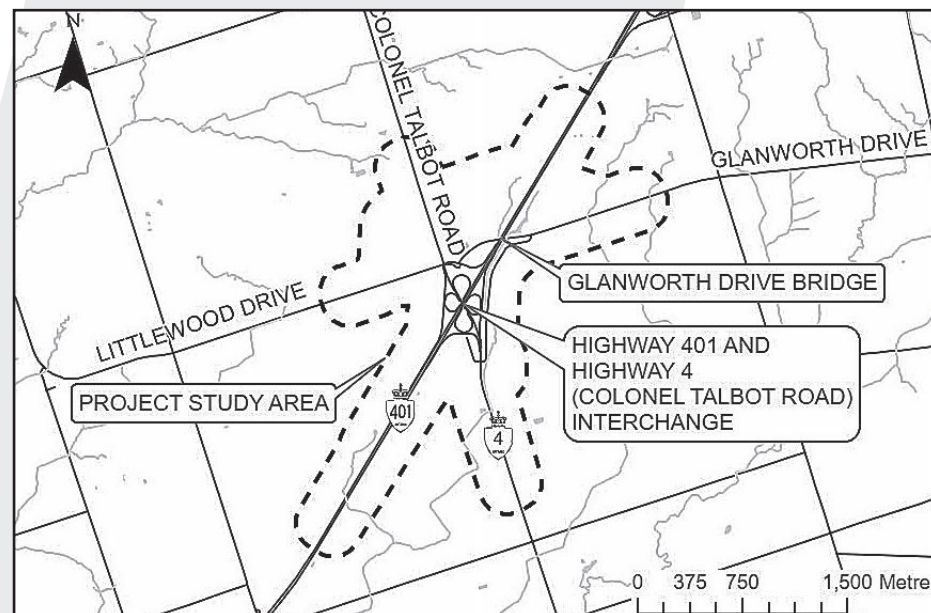 N
COLONEL TALBOT ROAD
GLANWORTH DRIVE
GLANWORTH DRIVE BRIDGE
LITTLEWOOD DRIVE
HIGHWAY 401 AND
HIGHWAY 4
(COLONEL TALBOT ROAD)
INTERCHANGE
PROJECT STUDY AREA
401
4
0 375 750 1,500 Metre